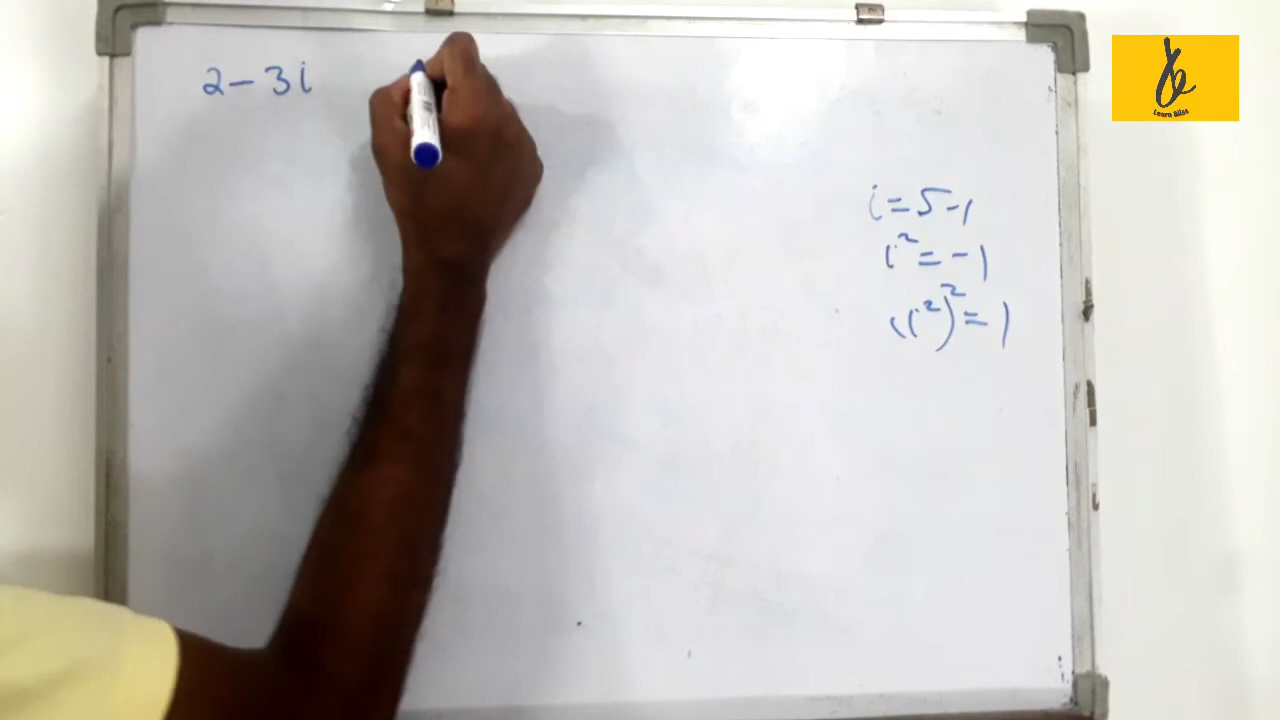 2 - 3i
i = √-1
i² = -1
(i²)² = 1
Learn Bliss